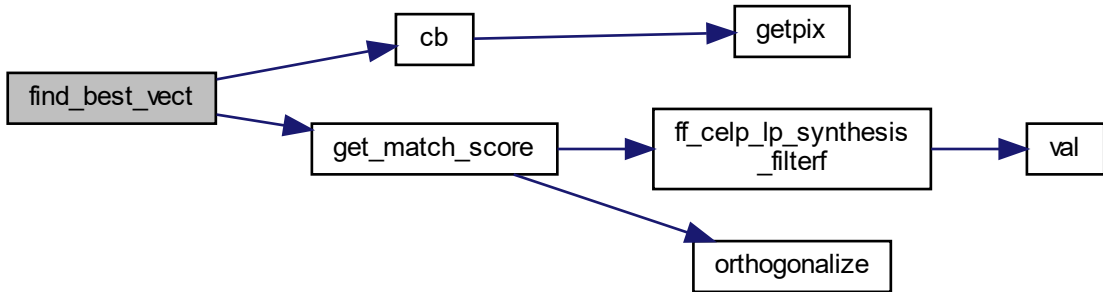 find_best_vect
cb
getpix
get_match_score
ff_celp_lp_synthesis
_filterf
val
orthogonalize